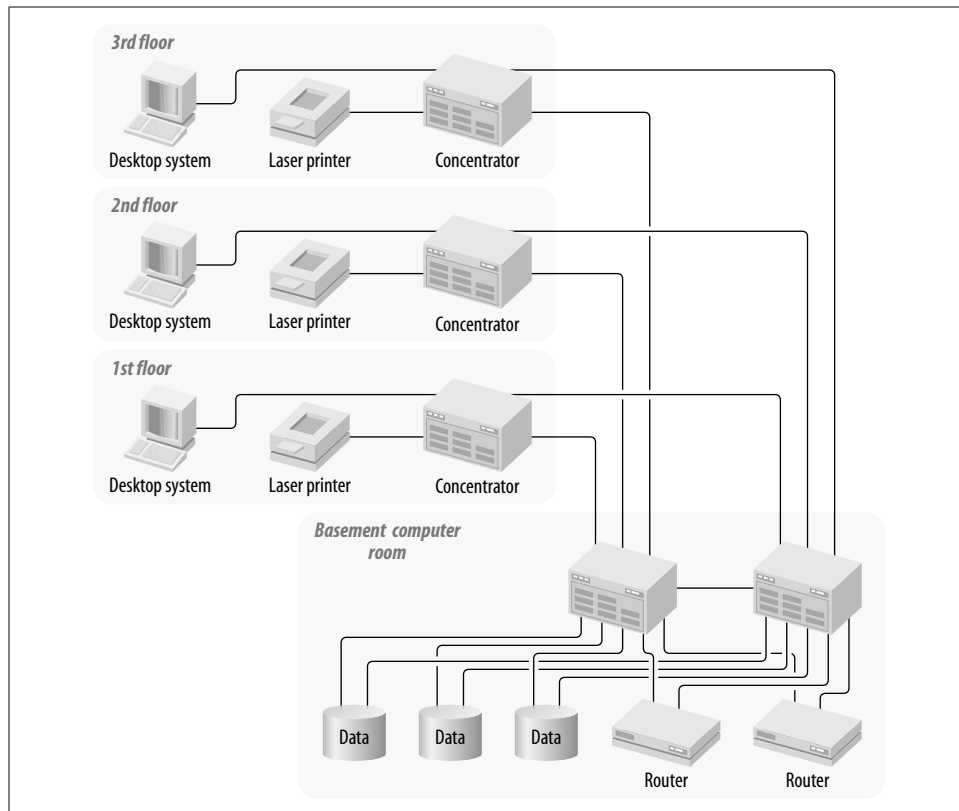 3rd floor
Desktop system
Laser printer
Concentrator
2nd floor
Desktop system
Laser printer
Concentrator
1st floor
Desktop system
Laser printer
Concentrator
Basement computer
room
Data
Data
Data
Router
Router